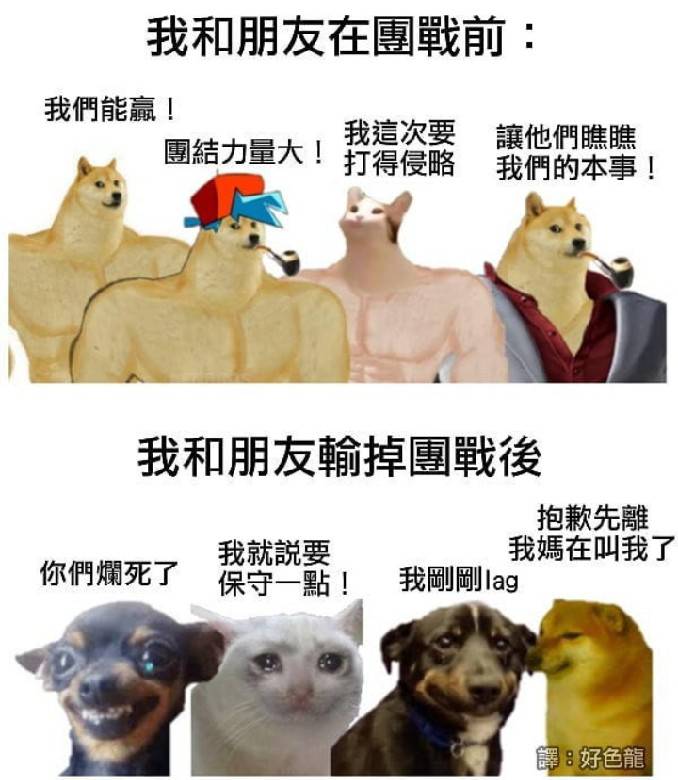 我和朋友在團戰前：
我們能贏！
團結力量大！
我這次要
打得侵略
讓他們瞧瞧
我們的本事！
我和朋友輸掉團戰後
你們爛死了
我就說要
保守一點！
我剛剛lag
抱歉先離
我媽在叫我了
譯：好色龍